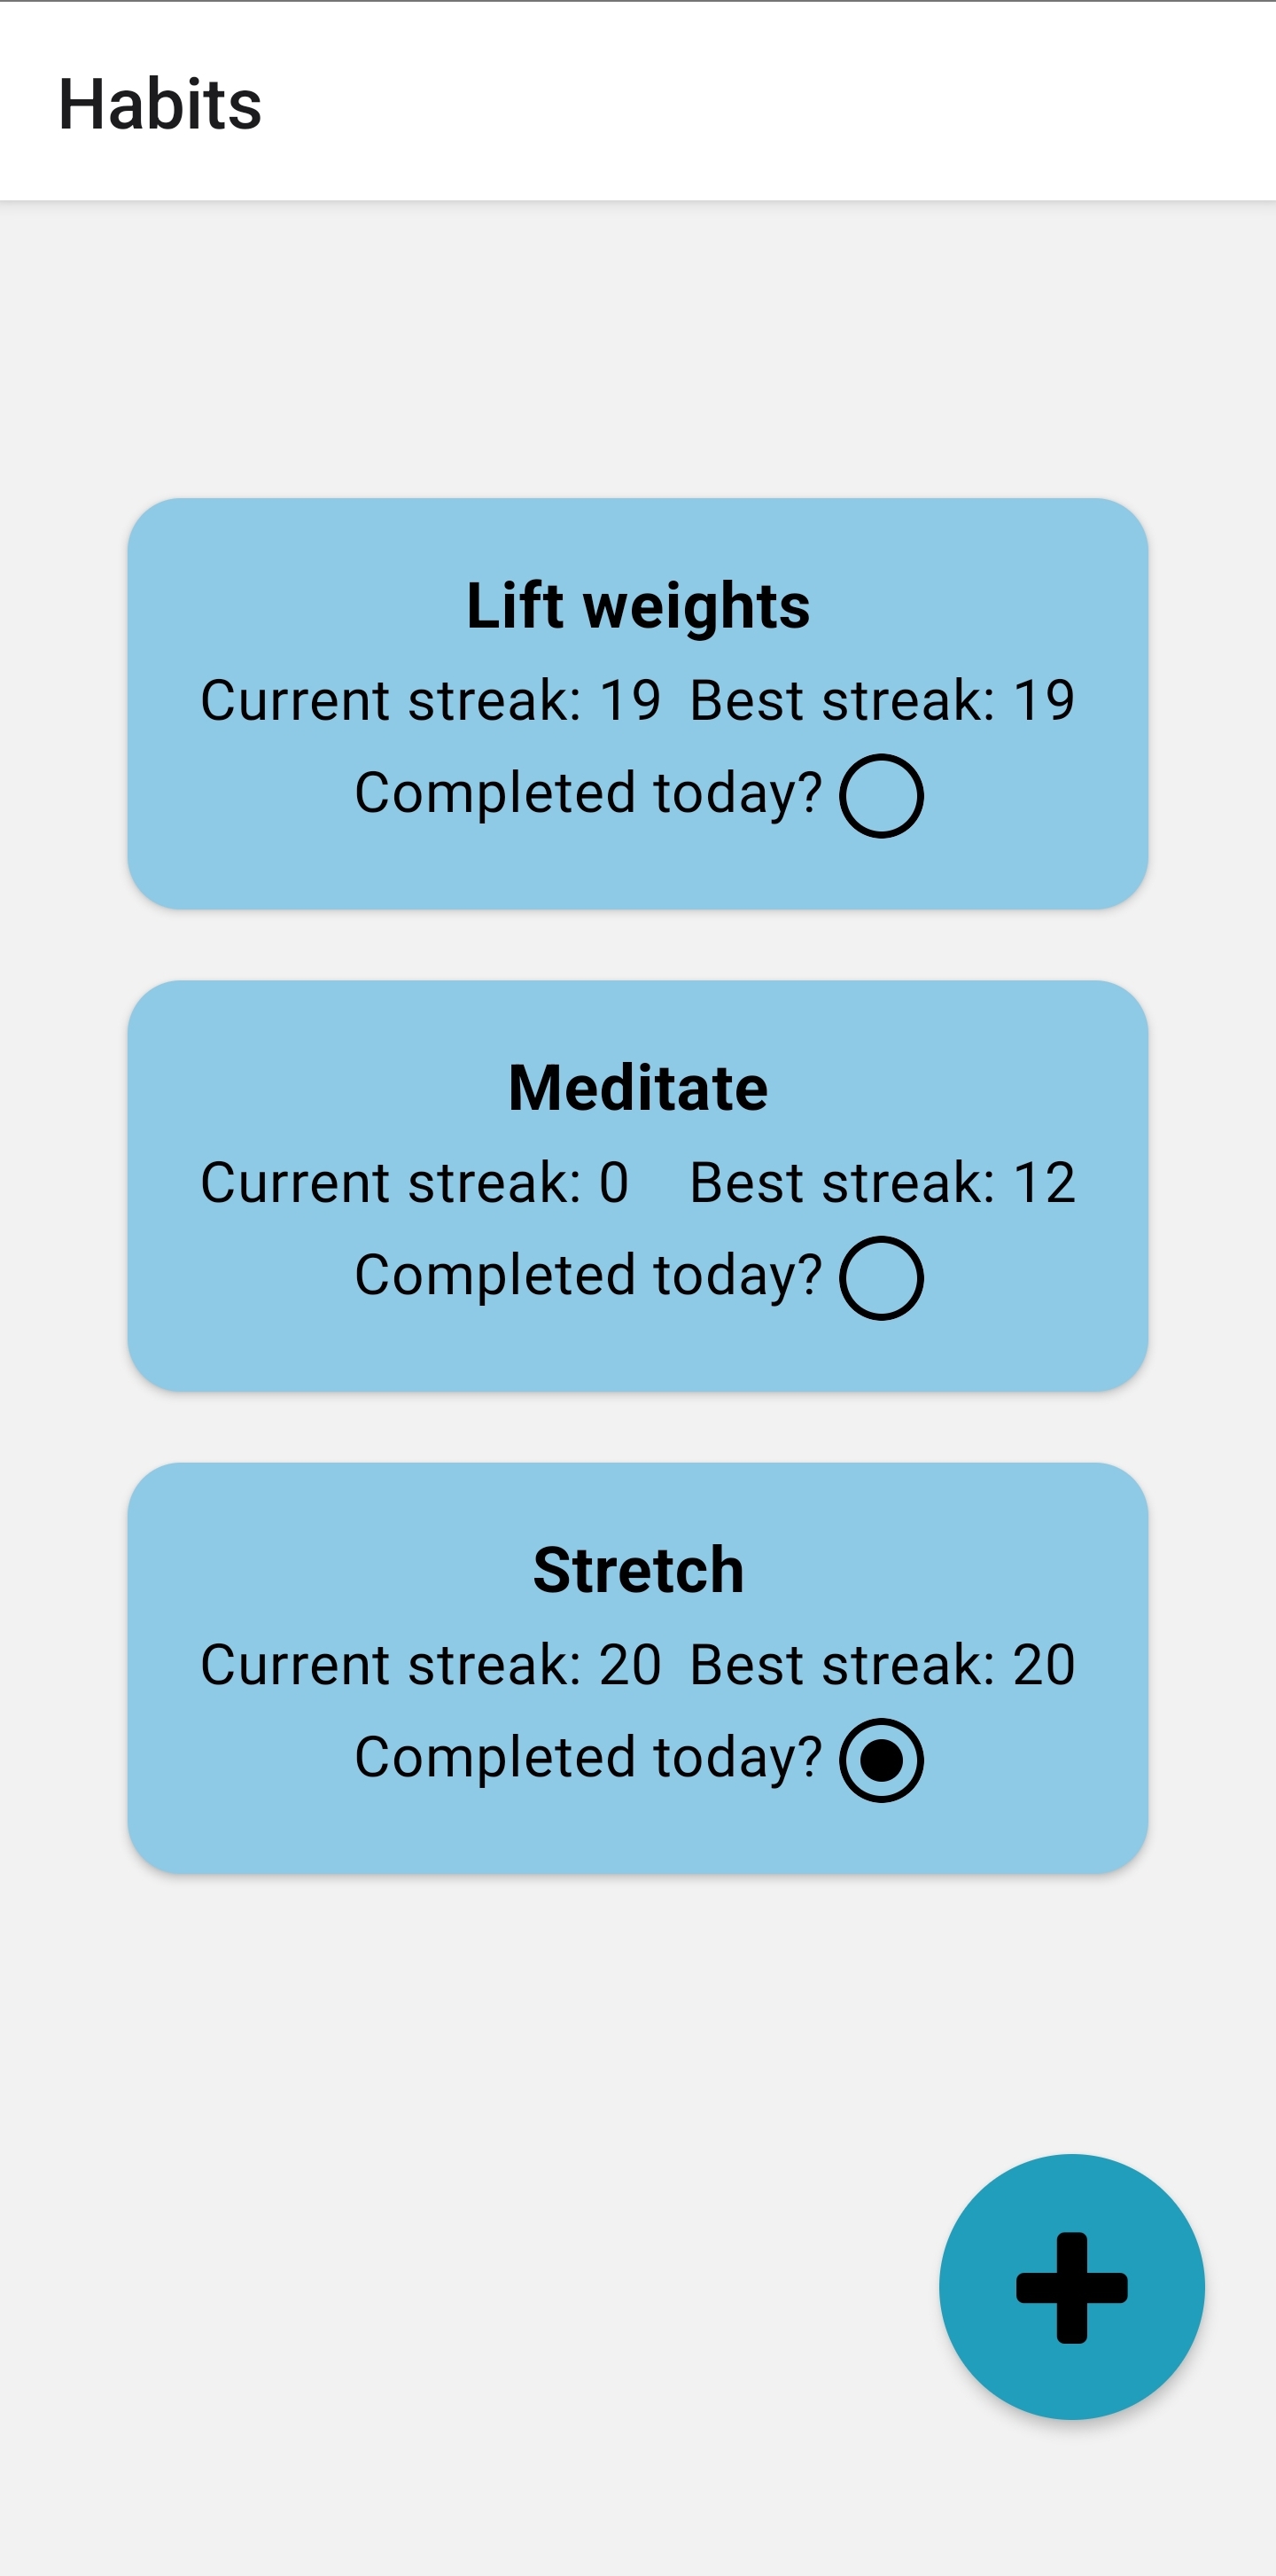 Habits
Lift weights
Current streak: 19 Best streak: 19
Completed today?
Meditate
Current streak: 0 Best streak: 12
Completed today?
Stretch
Current streak: 20 Best streak: 20
Completed today?